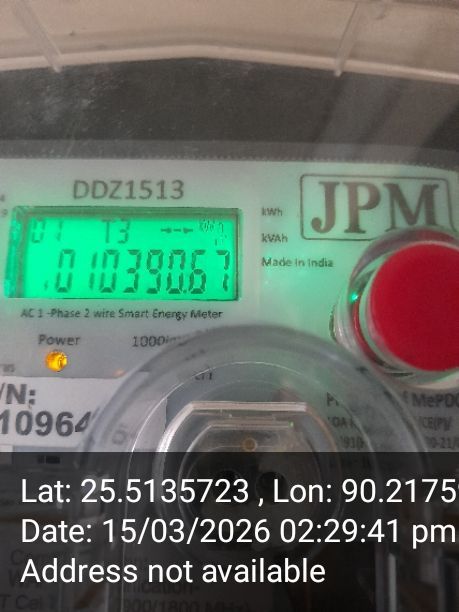 DDZ1513
JPM
01 T3
kWh
kVAh
01039067
Made in India
AC 1 -Phase 2 wire Smart Energy Meter
Power
/N:
10964
MePDC
Lat: 25.5135723 , Lon: 90.2175
Date: 15/03/2026 02:29:41 pm
Address not available